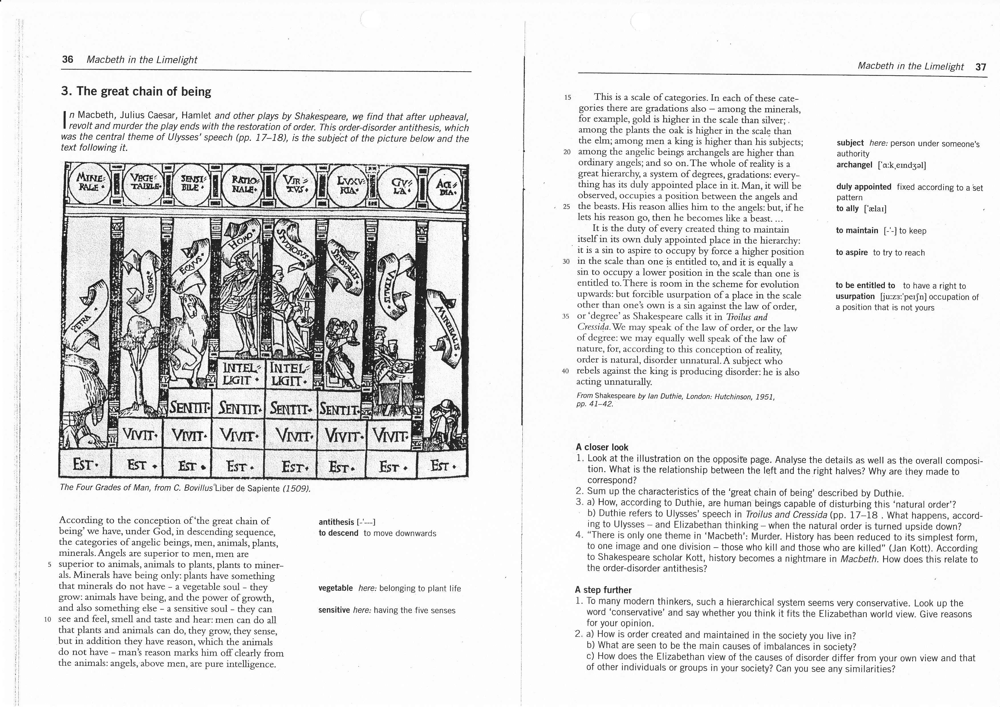 36 Macbeth in the Limelight
3. The great chain of being
In Macbeth, Julius Caesar, Hamlet and other plays by Shakespeare, we find that after upheaval,
revolt and murder the play ends with the restoration of order. This order-disorder antithesis, which
was the central theme of Ulysses' speech (pp. 17–18), is the subject of the picture below and the
text following it.
MINE=
RALE •
VEGE=
TABILE•
SENSI=
BILE •
RATIO=
NALE•
VIR=
TVS•
LVXV=
RIA•
GV=
LA•
ACE=
DIA•
PETRA •
ARBOR•
EQVVS•
HOMO•
STVDIOSVS•
SENSVALIS•
VITALIS•
MINERALIS•
INTEL=
LIGIT •
INTEL=
LIGIT •
SENTIT• SENTIT• SENTIT• SENTIT•
VIVIT• VIVIT• VIVIT• VIVIT• VIVIT• VIVIT•
EST• EST• EST• EST• EST• EST• EST• EST•
The Four Grades of Man, from C. Bovillus' Liber de Sapiente (1509).
According to the conception of 'the great chain of
being' we have, under God, in descending sequence,
the categories of angelic beings, men, animals, plants,
minerals. Angels are superior to men, men are
5 superior to animals, animals to plants, plants to miner-
als. Minerals have being only: plants have something
that minerals do not have – a vegetable soul – they
grow: animals have being, and the power of growth,
and also something else – a sensitive soul – they can
10 see and feel, smell and taste and hear: men can do all
that plants and animals can do, they grow, they sense,
but in addition they have reason, which the animals
do not have – man's reason marks him off clearly from
the animals: angels, above men, are pure intelligence.
antithesis [-'---]
to descend to move downwards
vegetable here: belonging to plant life
sensitive here: having the five senses
Macbeth in the Limelight 37
15 This is a scale of categories. In each of these cate-
gories there are gradations also – among the minerals,
for example, gold is higher in the scale than silver;
among the plants the oak is higher in the scale than
the elm; among men a king is higher than his subjects;
20 among the angelic beings archangels are higher than
ordinary angels; and so on. The whole of reality is a
great hierarchy, a system of degrees, gradations: every-
thing has its duly appointed place in it. Man, it will be
observed, occupies a position between the angels and
25 the beasts. His reason allies him to the angels: but, if he
lets his reason go, then he becomes like a beast. ...
It is the duty of every created thing to maintain
itself in its own duly appointed place in the hierarchy:
it is a sin to aspire to occupy by force a higher position
30 in the scale than one is entitled to, and it is equally a
sin to occupy a lower position in the scale than one is
entitled to. There is room in the scheme for evolution
upwards: but forcible usurpation of a place in the scale
other than one's own is a sin against the law of order,
35 or 'degree' as Shakespeare calls it in Troilus and
Cressida. We may speak of the law of order, or the law
of degree: we may equally well speak of the law of
nature, for, according to this conception of reality,
order is natural, disorder unnatural. A subject who
40 rebels against the king is producing disorder: he is also
acting unnaturally.
From Shakespeare by Ian Duthie, London: Hutchinson, 1951,
pp. 41–42.
subject here: person under someone's
authority
archangel ['ɑ:k,eɪndʒəl]
duly appointed fixed according to a set
pattern
to ally ['ælaɪ]
to maintain [-'-] to keep
to aspire to try to reach
to be entitled to to have a right to
usurpation [ju:zɜ:'peɪʃn] occupation of
a position that is not yours
A closer look
1. Look at the illustration on the opposite page. Analyse the details as well as the overall composi-
tion. What is the relationship between the left and the right halves? Why are they made to
correspond?
2. Sum up the characteristics of the 'great chain of being' described by Duthie.
3. a) How, according to Duthie, are human beings capable of disturbing this 'natural order'?
b) Duthie refers to Ulysses' speech in Troilus and Cressida (pp. 17–18 . What happens, accord-
ing to Ulysses – and Elizabethan thinking – when the natural order is turned upside down?
4. "There is only one theme in 'Macbeth': Murder. History has been reduced to its simplest form,
to one image and one division – those who kill and those who are killed" (Jan Kott). According
to Shakespeare scholar Kott, history becomes a nightmare in Macbeth. How does this relate to
the order-disorder antithesis?
A step further
1. To many modern thinkers, such a hierarchical system seems very conservative. Look up the
word 'conservative' and say whether you think it fits the Elizabethan world view. Give reasons
for your opinion.
2. a) How is order created and maintained in the society you live in?
b) What are seen to be the main causes of imbalances in society?
c) How does the Elizabethan view of the causes of disorder differ from your own view and that
of other individuals or groups in your society? Can you see any similarities?